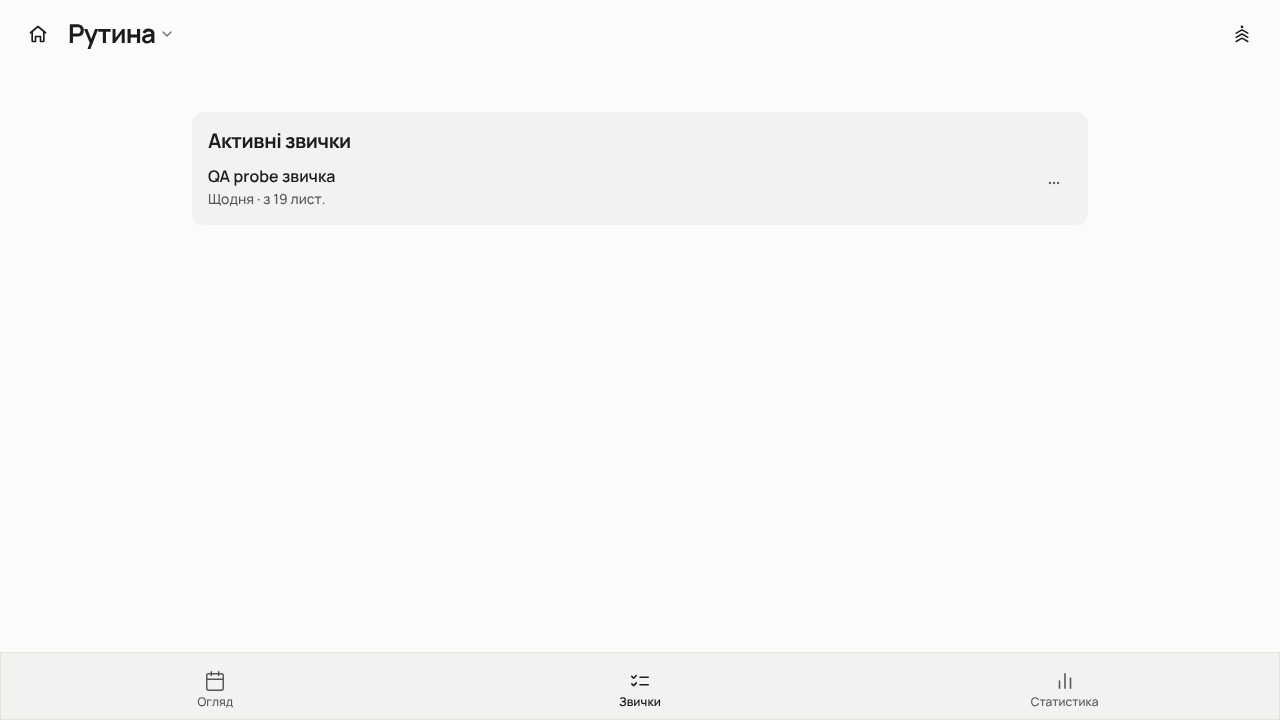 Рутина
Активні звички
QA probe звичка
Щодня · з 19 лист.
Огляд
Звички
Статистика